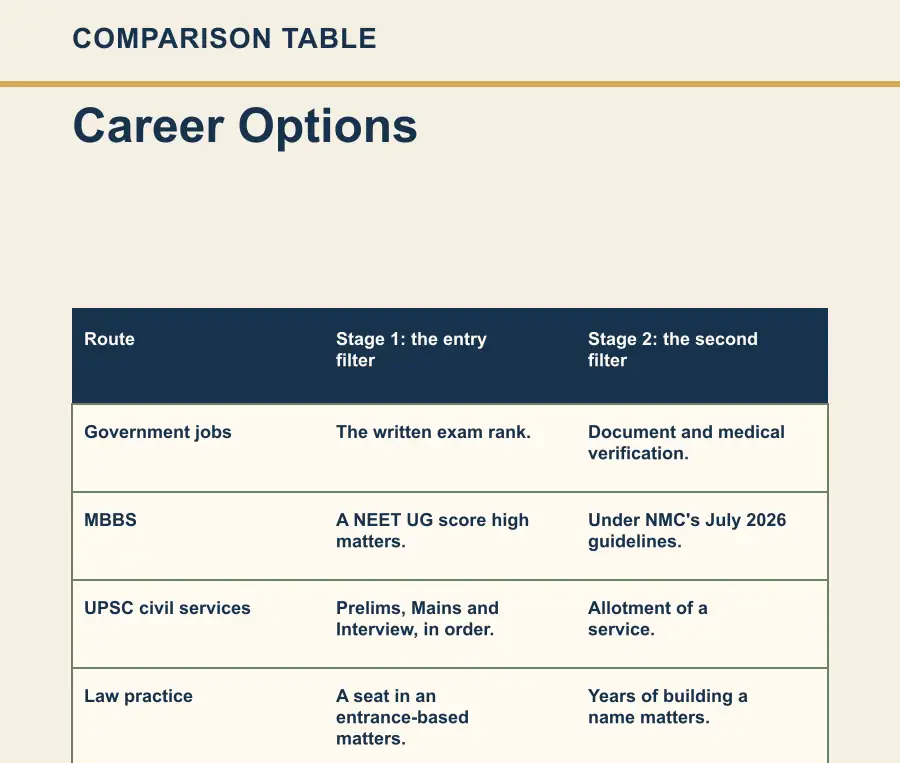 COMPARISON TABLE
Career Options
Route
Stage 1: the entry
filter
Stage 2: the second
filter
Government jobs
The written exam rank.
Document and medical
verification.
MBBS
A NEET UG score high
matters.
Under NMC's July 2026
guidelines.
UPSC civil services
Prelims, Mains and
Interview, in order.
Allotment of a
service.
Law practice
A seat in an
entrance-based
matters.
Years of building a
name matters.